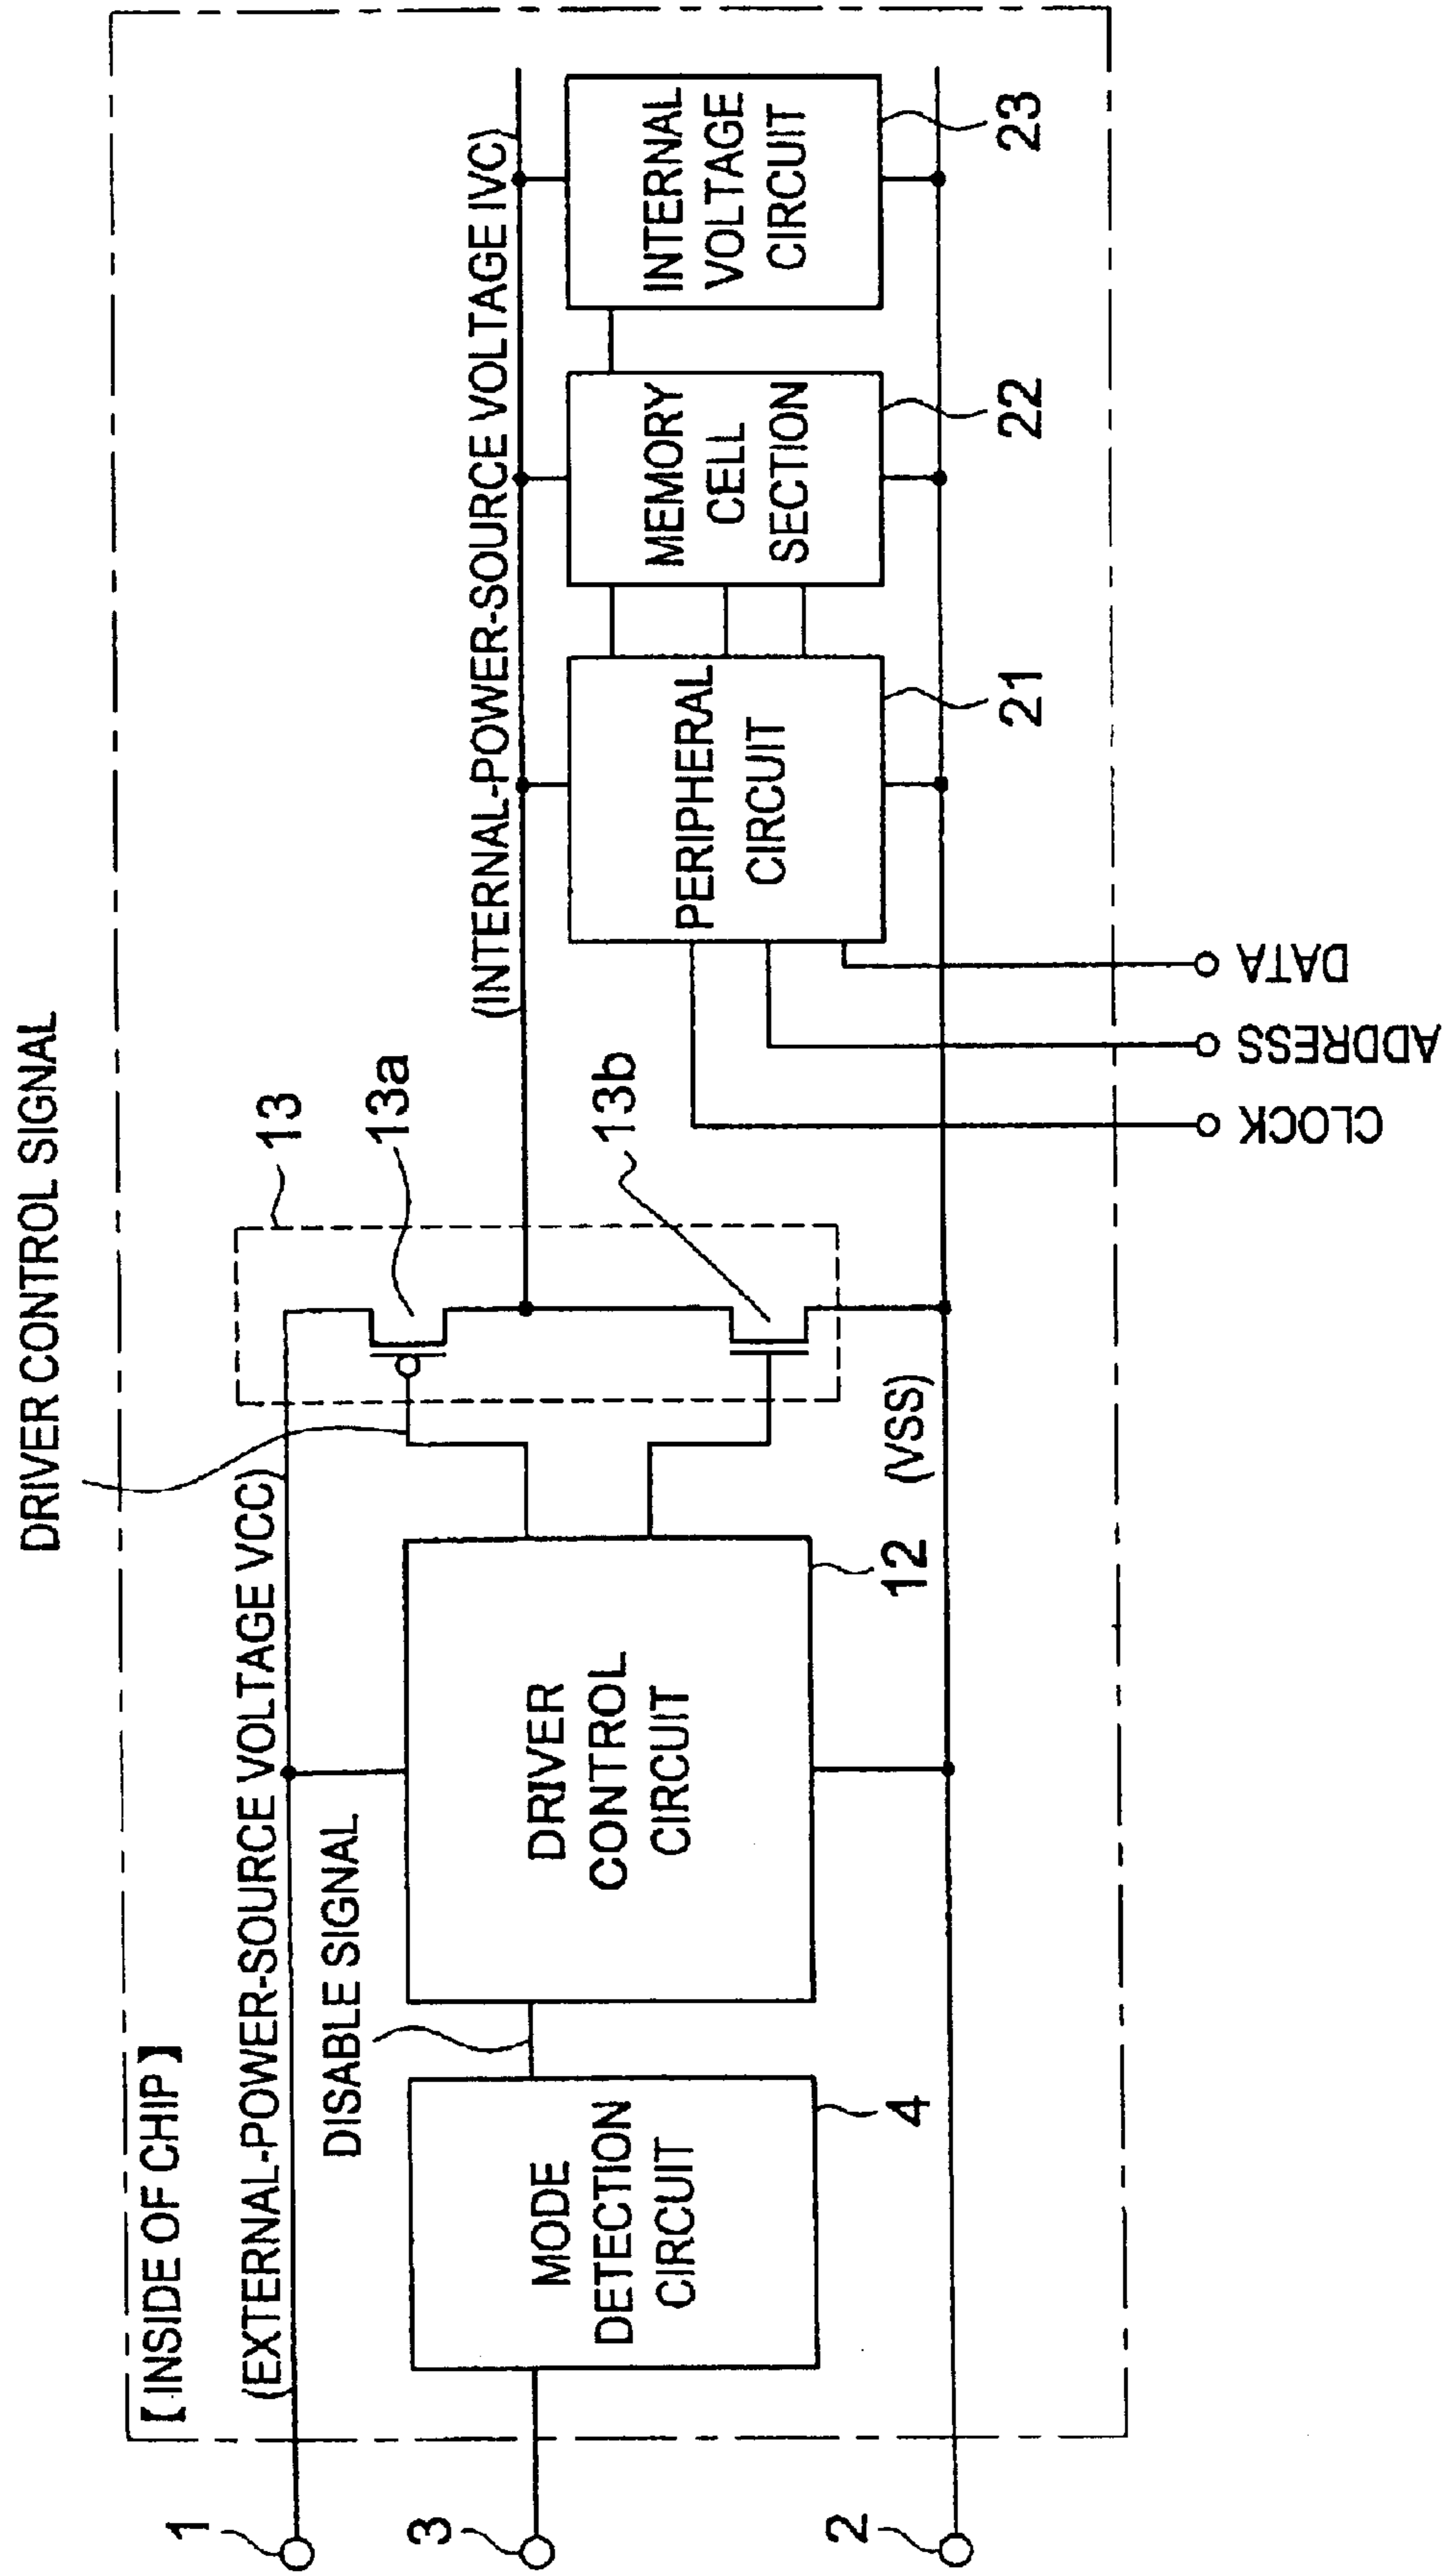 DRIVER CONTROL SIGNAL
【INSIDE OF CHIP】
(EXTERNAL-POWER-SOURCE VOLTAGE VCC)
13
13a
(INTERNAL-POWER-SOURCE VOLTAGE IVC)
1
DISABLE SIGNAL
3
MODE
DETECTION
CIRCUIT
4
DRIVER
CONTROL
CIRCUIT
12
13b
PERIPHERAL
CIRCUIT
21
MEMORY
CELL
SECTION
22
INTERNAL
VOLTAGE
CIRCUIT
23
2
(VSS)
CLOCK
ADDRESS
DATA